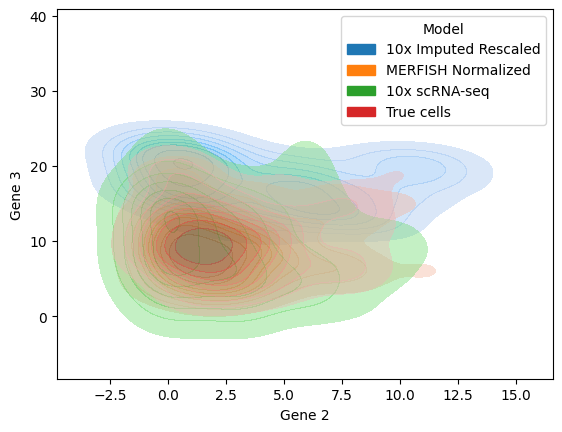 Model
10x Imputed Rescaled
MERFISH Normalized
10x scRNA-seq
True cells
40
30
20
10
0
Gene 3
−2.5
0.0
2.5
5.0
7.5
10.0
12.5
15.0
Gene 2